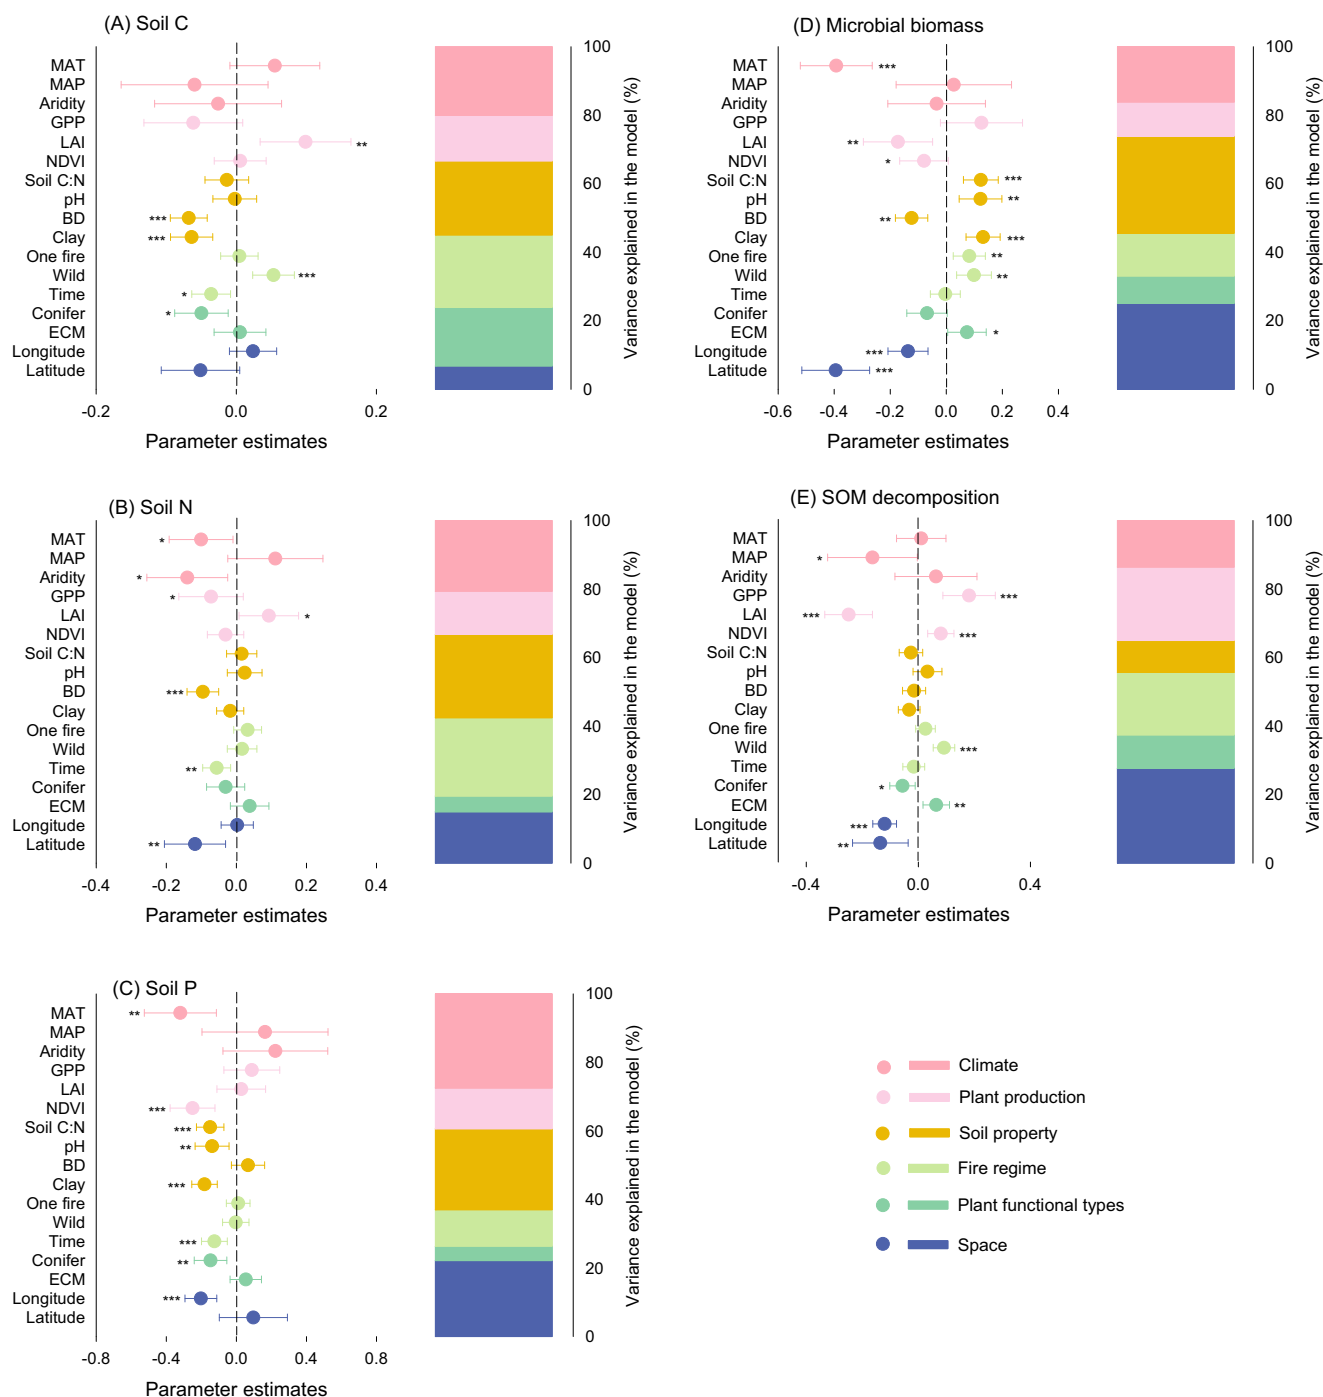 (A) Soil C
MAT
MAP
Aridity
GPP
LAI
**
NDVI
Soil C:N
pH
BD
***
Clay
***
One fire
Wild
***
Time
*
Conifer
*
ECM
Longitude
Latitude
-0.2
0.0
0.2
Parameter estimates
100
80
60
40
20
0
Variance explained in the model (%)
(B) Soil N
MAT
*
MAP
Aridity
*
GPP
*
LAI
*
NDVI
Soil C:N
pH
BD
***
Clay
One fire
Wild
Time
**
Conifer
ECM
Longitude
Latitude
**
-0.4
-0.2
0.0
0.2
0.4
Parameter estimates
100
80
60
40
20
0
Variance explained in the model (%)
(C) Soil P
MAT
**
MAP
Aridity
GPP
LAI
NDVI
***
Soil C:N
***
pH
**
BD
Clay
***
One fire
Wild
Time
***
Conifer
**
ECM
Longitude
***
Latitude
-0.8
-0.4
0.0
0.4
0.8
Parameter estimates
100
80
60
40
20
0
Variance explained in the model (%)
(D) Microbial biomass
MAT
***
MAP
Aridity
GPP
LAI
**
NDVI
*
Soil C:N
***
pH
**
BD
**
Clay
***
One fire
**
Wild
**
Time
Conifer
ECM
*
Longitude
***
Latitude
***
-0.6
-0.4
-0.2
0.0
0.2
0.4
Parameter estimates
100
80
60
40
20
0
Variance explained in the model (%)
(E) SOM decomposition
MAT
MAP
*
Aridity
GPP
***
LAI
***
NDVI
***
Soil C:N
pH
BD
Clay
One fire
Wild
***
Time
Conifer
*
ECM
**
Longitude
***
Latitude
**
-0.4
0.0
0.4
Parameter estimates
100
80
60
40
20
0
Variance explained in the model (%)
Climate
Plant production
Soil property
Fire regime
Plant functional types
Space